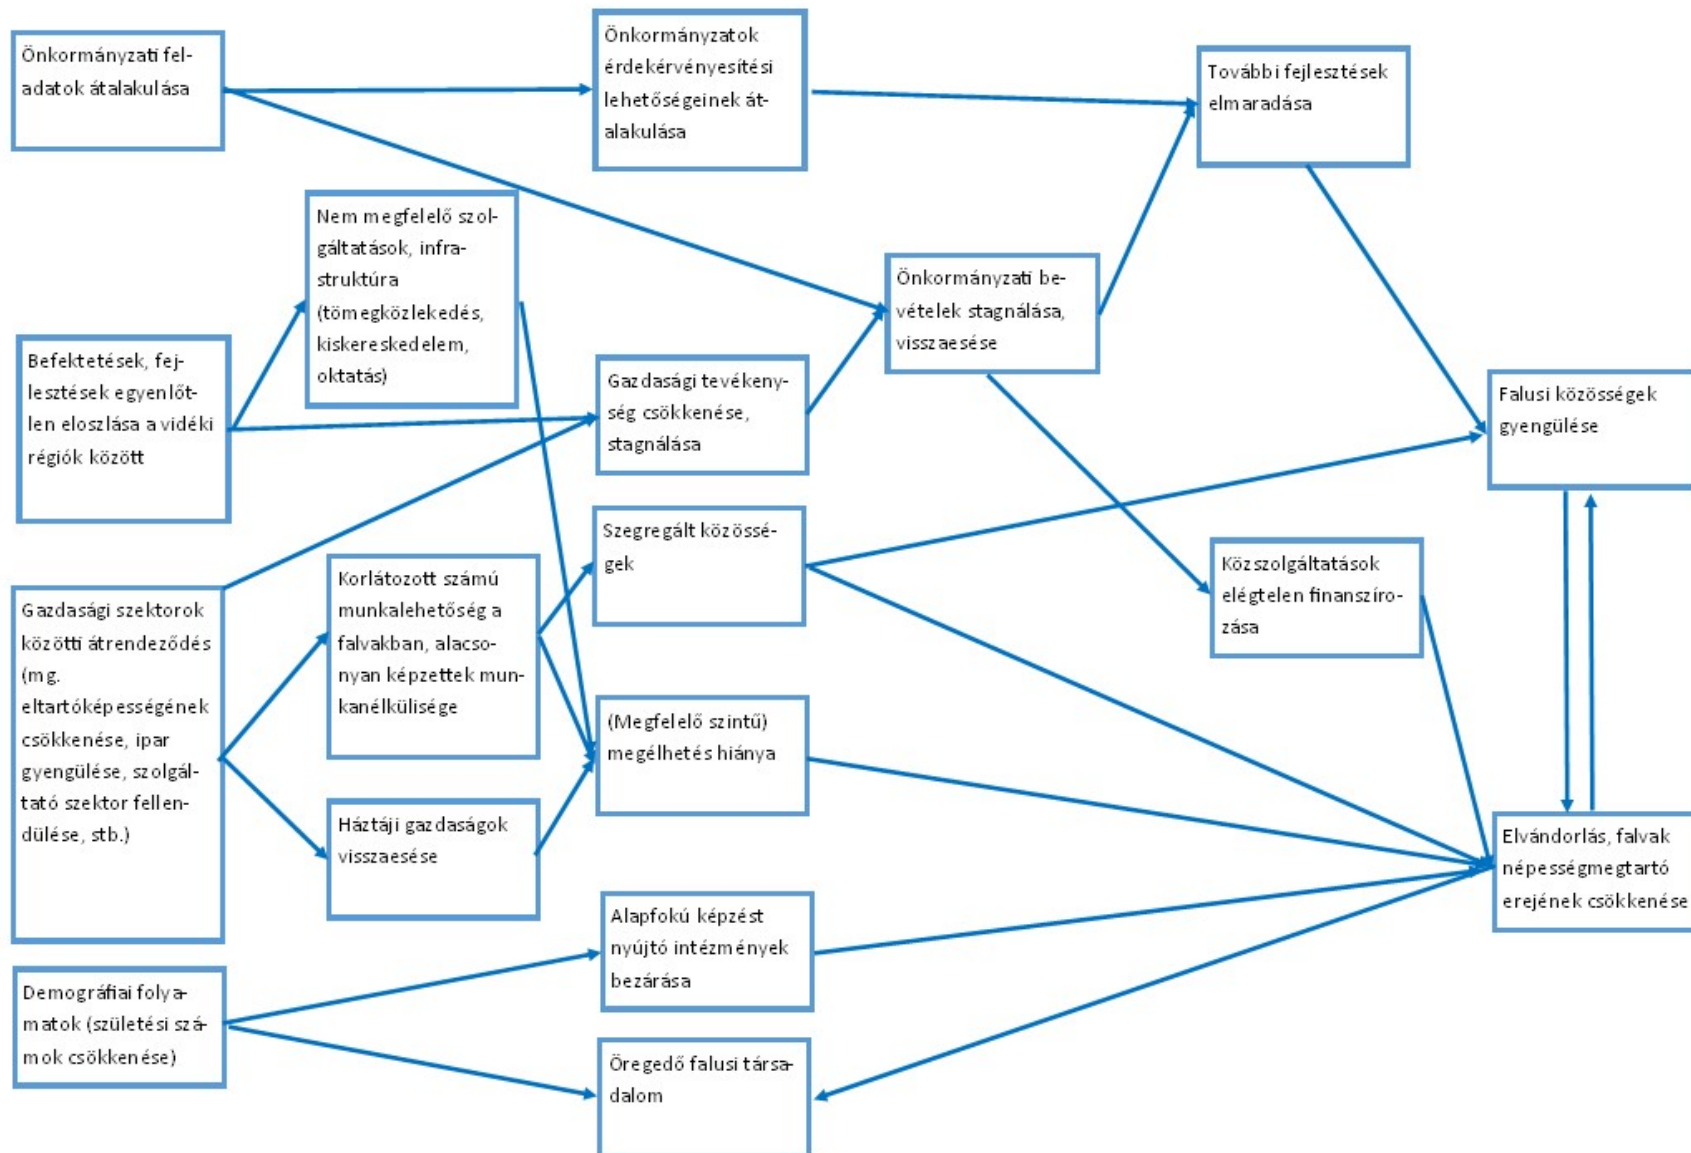 Önkormányzati fel-
adatok átalakulása
Önkormányzatok
érdekérvényesítési
lehetőségeinek át-
alakulása
További fejlesztések
elmaradása
Nem megfelelő szol-
gáltatások, infra-
struktúra
(tömegközlekedés,
kiskereskedelem,
oktatás)
Önkormányzati be-
vételek stagnálása,
visszaesése
Befektetések, fej-
lesztések egyenlőt-
len eloszlása a vidéki
régiók között
Gazdasági tevékeny-
ség csökkenése,
stagnálása
Falusi közösségek
gyengülése
Szegregált közössé-
gek
Közszolgáltatások
elégtelen finanszíro-
zása
Gazdasági szektorok
közötti átrendeződés
(mg.
eltartóképességének
csökkenése, ipar
gyengülése, szolgál-
tató szektor fellen-
dülése, stb.)
Korlátozott számú
munkalehetőség a
falvakban, alacso-
nyan képzettek mun-
kanélkülisége
(Megfelelő szintű)
megélhetés hiánya
Háztáji gazdaságok
visszaesése
Elvándorlás, falvak
népességmegtartó
erejének csökkenése
Alapfokú képzést
nyújtó intézmények
bezárása
Demográfiai folya-
matok (születési szá-
mok csökkenése)
Öregedő falusi társa-
dalom